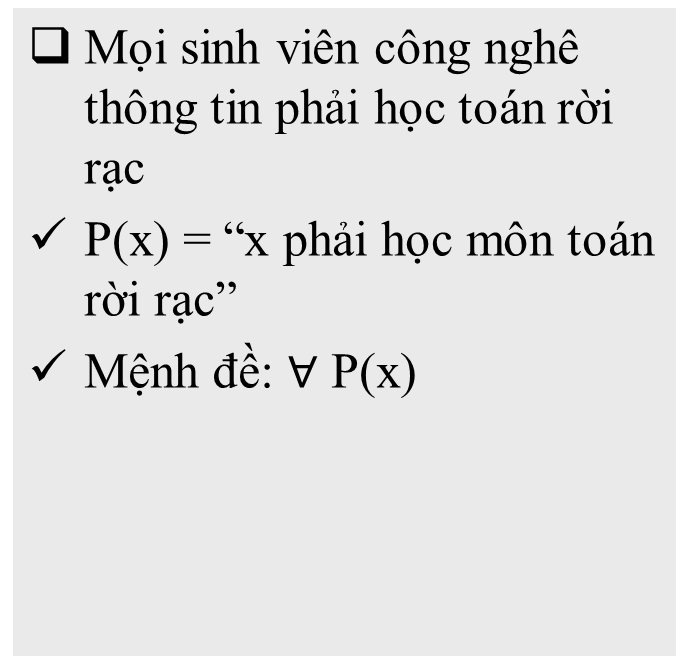 ❑ Mọi sinh viên công nghê
thông tin phải học toán rời
rạc
✓ P(x) = “x phải học môn toán
rời rạc”
✓ Mệnh đề: ∀ P(x)